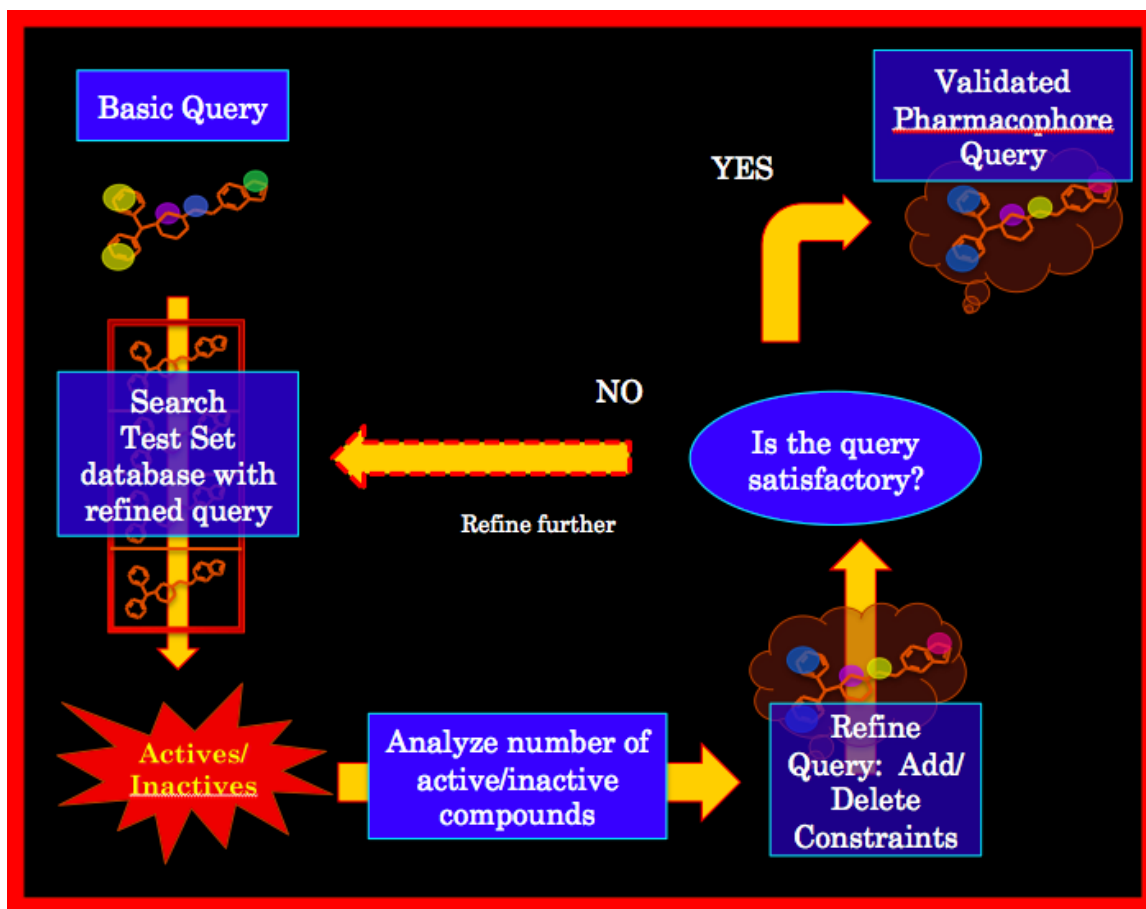 Basic Query
Validated
Pharmacophore
Query
YES
NO
Search
Test Set
database with
refined query
Is the query
satisfactory?
Refine further
Actives/
Inactives
Analyze number of
active/inactive
compounds
Refine
Query: Add/
Delete
Constraints